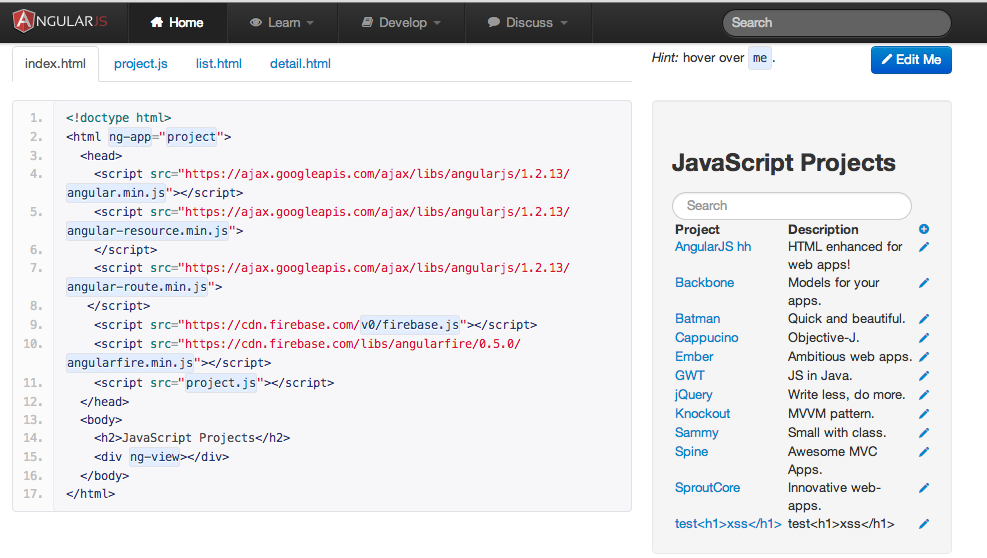 ANGULARJS Home Learn Develop Discuss Search
index.html project.js list.html detail.html
1. <!doctype html>
2. <html ng-app="project">
3. <head>
4. <script src="https://ajax.googleapis.com/ajax/libs/angularjs/1.2.13/
angular.min.js"></script>
5. <script src="https://ajax.googleapis.com/ajax/libs/angularjs/1.2.13/
angular-resource.min.js">
6. </script>
7. <script src="https://ajax.googleapis.com/ajax/libs/angularjs/1.2.13/
angular-route.min.js">
8. </script>
9. <script src="https://cdn.firebase.com/v0/firebase.js"></script>
10. <script src="https://cdn.firebase.com/libs/angularfire/0.5.0/
angularfire.min.js"></script>
11. <script src="project.js"></script>
12. </head>
13. <body>
14. <h2>JavaScript Projects</h2>
15. <div ng-view></div>
16. </body>
17. </html>
Hint: hover over me.
Edit Me
JavaScript Projects
Search
Project Description
AngularJS hh HTML enhanced for
web apps!
Backbone Models for your
apps.
Batman Quick and beautiful.
Cappucino Objective-J.
Ember Ambitious web apps.
GWT JS in Java.
jQuery Write less, do more.
Knockout MVVM pattern.
Sammy Small with class.
Spine Awesome MVC
Apps.
SproutCore Innovative web-
apps.
test<h1>xss</h1> test<h1>xss</h1>